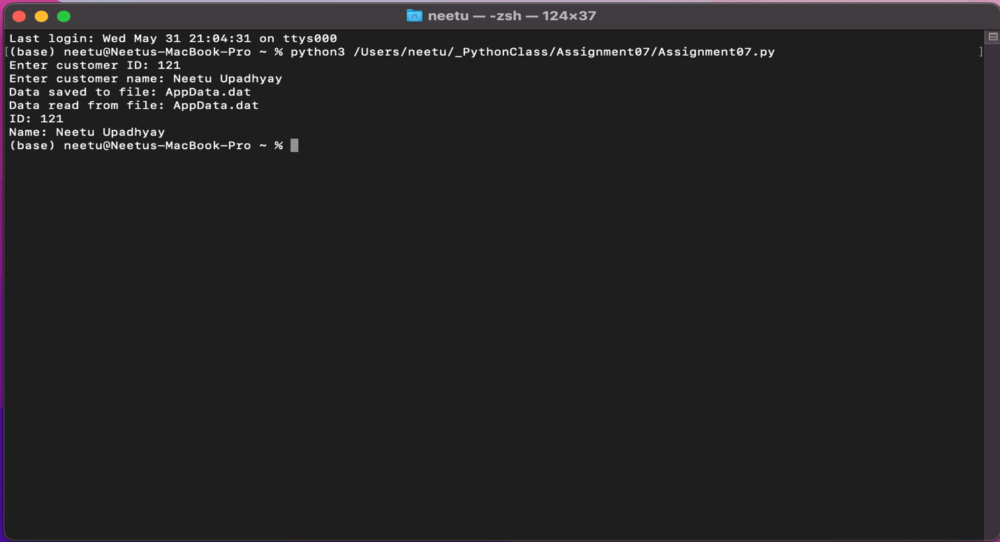 neetu — -zsh — 124×37
Last login: Wed May 31 21:04:31 on ttys000
[(base) neetu@Neetus-MacBook-Pro ~ % python3 /Users/neetu/_PythonClass/Assignment07/Assignment07.py ]
Enter customer ID: 121
Enter customer name: Neetu Upadhyay
Data saved to file: AppData.dat
Data read from file: AppData.dat
ID: 121
Name: Neetu Upadhyay
(base) neetu@Neetus-MacBook-Pro ~ %